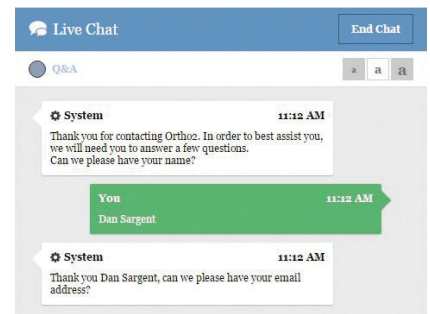 Live Chat End Chat
Q&A a a a
System 11:12 AM
Thank you for contacting Ortho2. In order to best assist you,
we will need you to answer a few questions.
Can we please have your name?
You 11:12 AM
Dan Sargent
System 11:12 AM
Thank you Dan Sargent, can we please have your email
address?